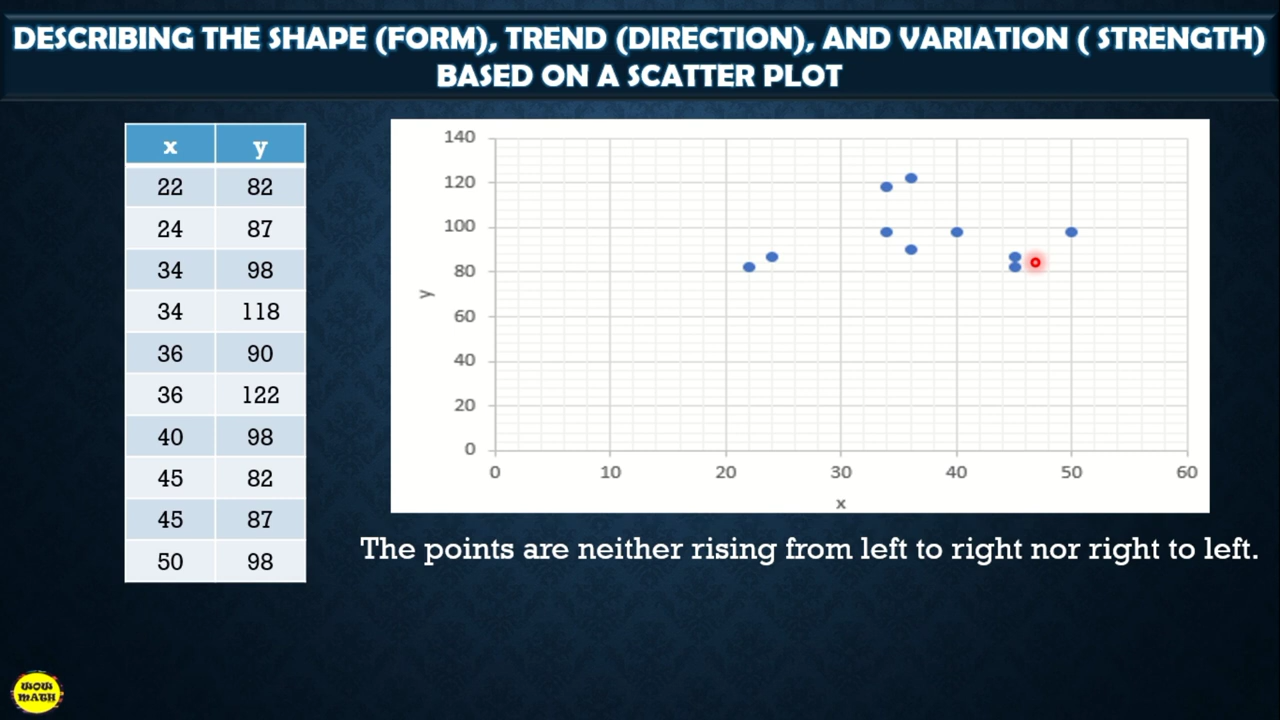 DESCRIBING THE SHAPE (FORM), TREND (DIRECTION), AND VARIATION ( STRENGTH)
BASED ON A SCATTER PLOT
x y
22 82
24 87
34 98
34 118
36 90
36 122
40 98
45 82
45 87
50 98
140
120
100
80
60
40
20
0
y
0 10 20 30 40 50 60
x
The points are neither rising from left to right nor right to left.
WOW
MATH